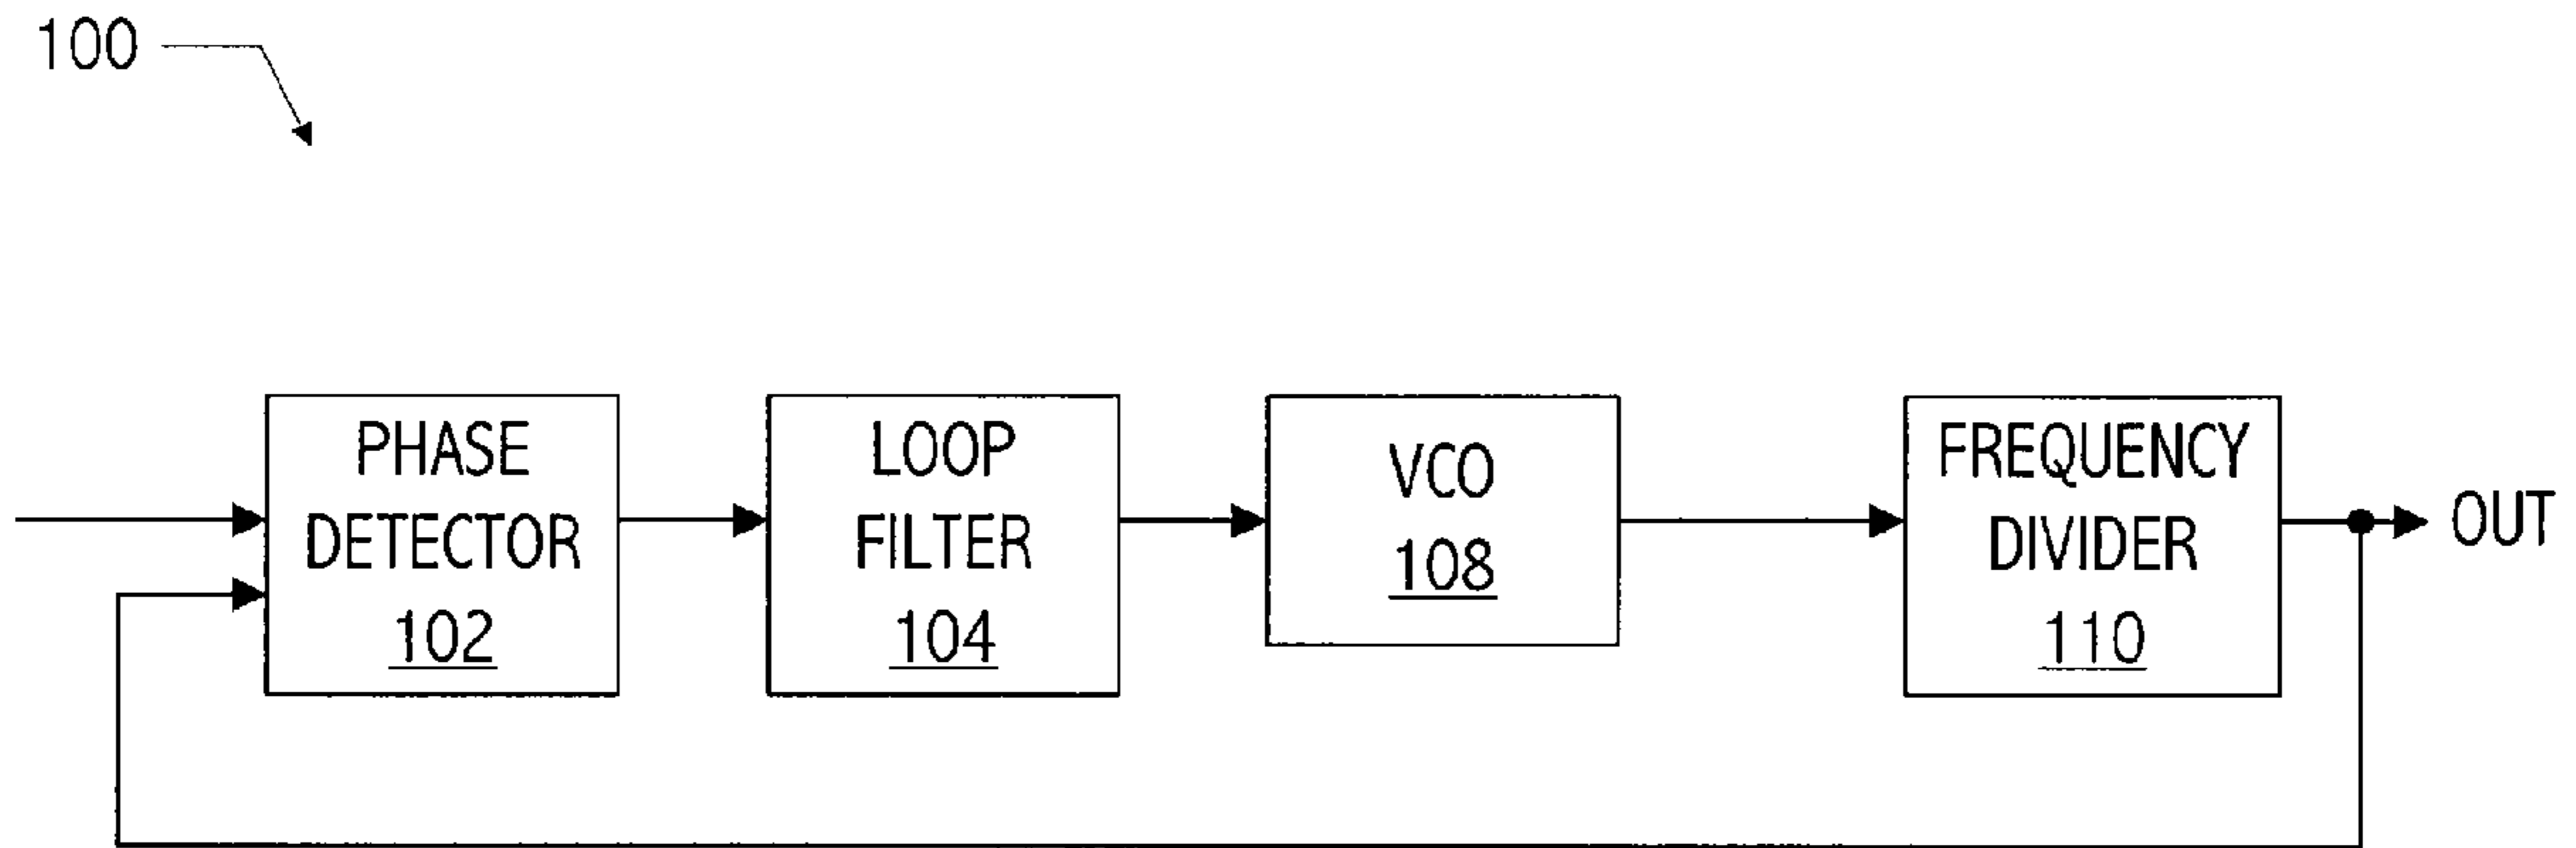 100
PHASE
DETECTOR
102
LOOP
FILTER
104
VCO
108
FREQUENCY
DIVIDER
110
OUT